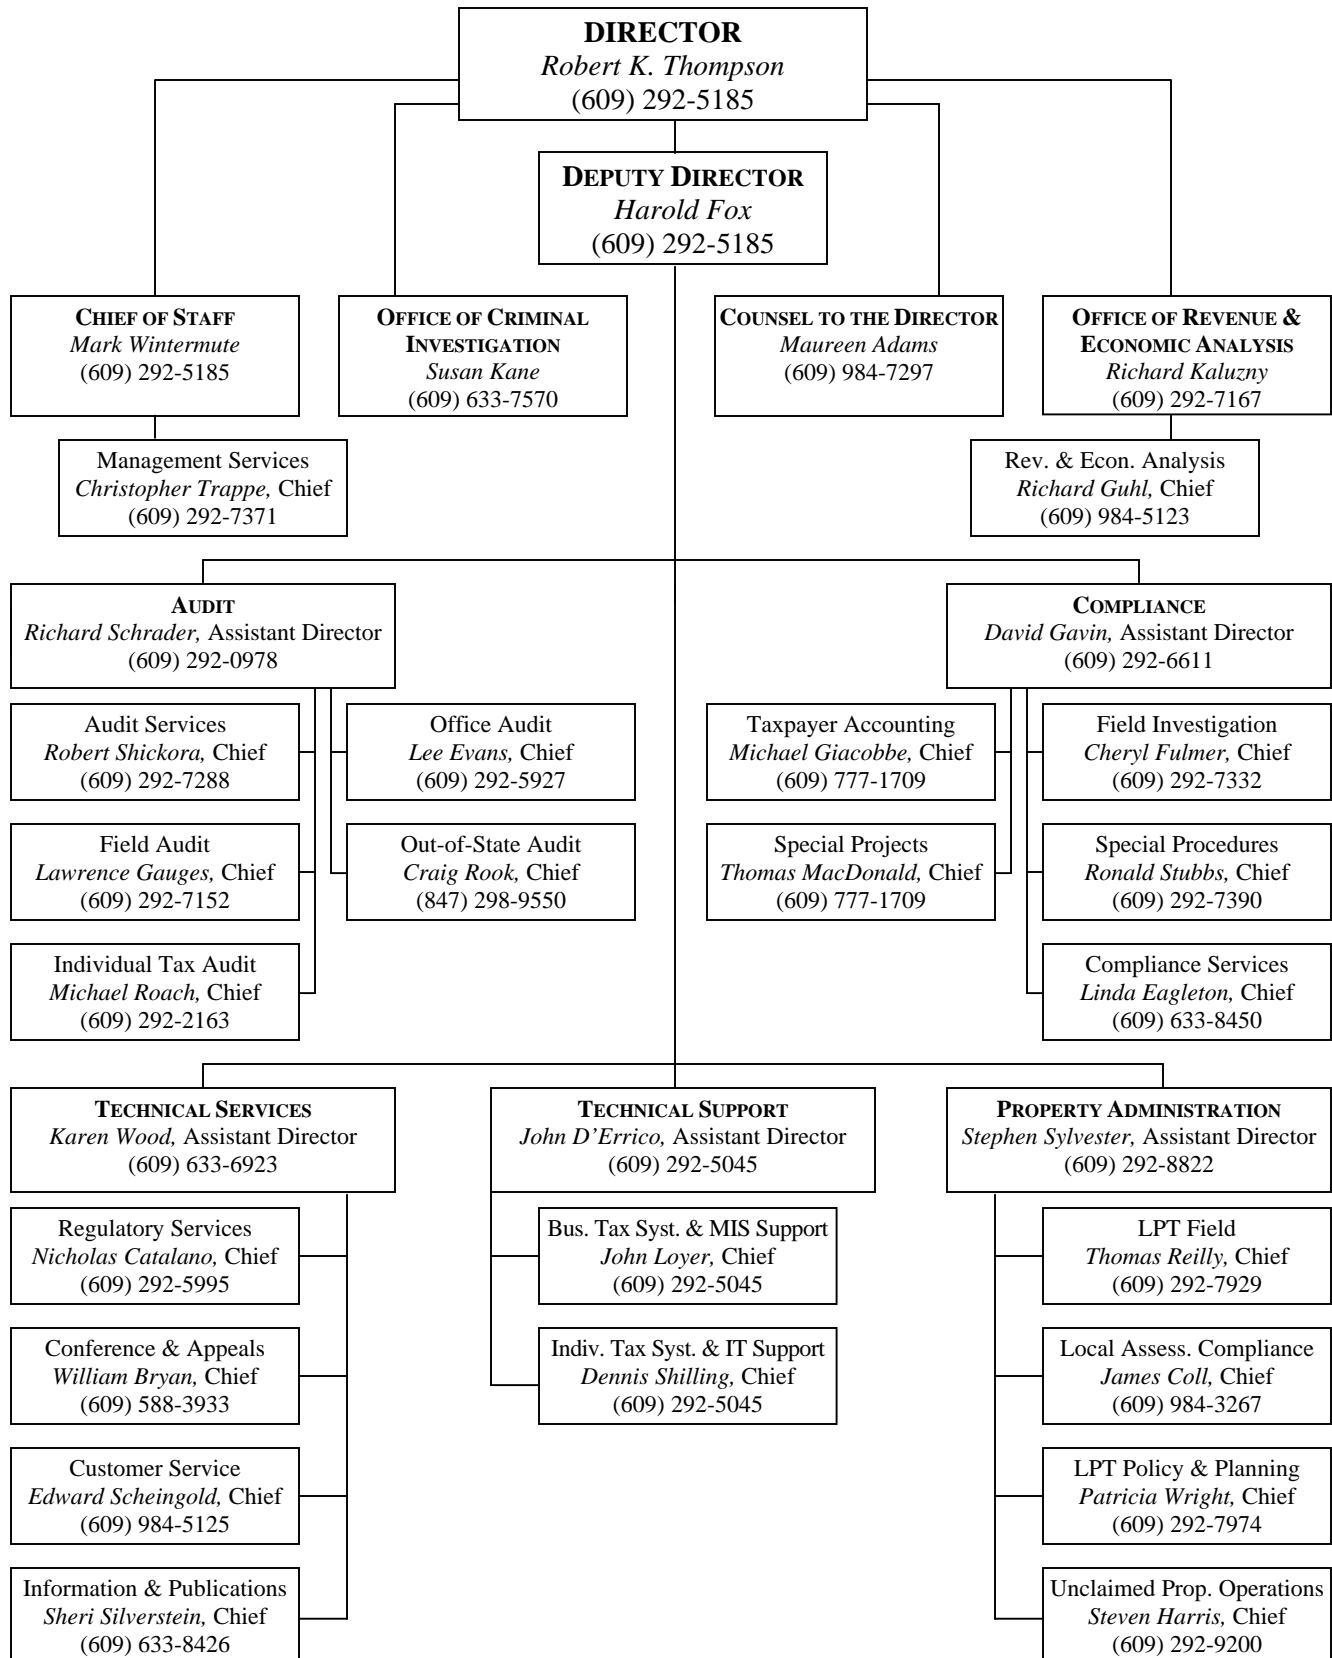 DIRECTOR
Robert K. Thompson
(609) 292-5185
DEPUTY DIRECTOR
Harold Fox
(609) 292-5185
CHIEF OF STAFF
Mark Wintermute
(609) 292-5185
OFFICE OF CRIMINAL
INVESTIGATION
Susan Kane
(609) 633-7570
COUNSEL TO THE DIRECTOR
Maureen Adams
(609) 984-7297
OFFICE OF REVENUE &
ECONOMIC ANALYSIS
Richard Kaluzny
(609) 292-7167
Management Services
Christopher Trappe, Chief
(609) 292-7371
Rev. & Econ. Analysis
Richard Guhl, Chief
(609) 984-5123
AUDIT
Richard Schrader, Assistant Director
(609) 292-0978
COMPLIANCE
David Gavin, Assistant Director
(609) 292-6611
Audit Services
Robert Shickora, Chief
(609) 292-7288
Office Audit
Lee Evans, Chief
(609) 292-5927
Taxpayer Accounting
Michael Giacobbe, Chief
(609) 777-1709
Field Investigation
Cheryl Fulmer, Chief
(609) 292-7332
Field Audit
Lawrence Gauges, Chief
(609) 292-7152
Out-of-State Audit
Craig Rook, Chief
(847) 298-9550
Special Projects
Thomas MacDonald, Chief
(609) 777-1709
Special Procedures
Ronald Stubbs, Chief
(609) 292-7390
Individual Tax Audit
Michael Roach, Chief
(609) 292-2163
Compliance Services
Linda Eagleton, Chief
(609) 633-8450
TECHNICAL SERVICES
Karen Wood, Assistant Director
(609) 633-6923
TECHNICAL SUPPORT
John D'Errico, Assistant Director
(609) 292-5045
PROPERTY ADMINISTRATION
Stephen Sylvester, Assistant Director
(609) 292-8822
Regulatory Services
Nicholas Catalano, Chief
(609) 292-5995
Bus. Tax Syst. & MIS Support
John Loyer, Chief
(609) 292-5045
LPT Field
Thomas Reilly, Chief
(609) 292-7929
Conference & Appeals
William Bryan, Chief
(609) 588-3933
Indiv. Tax Syst. & IT Support
Dennis Shilling, Chief
(609) 292-5045
Local Assess. Compliance
James Coll, Chief
(609) 984-3267
Customer Service
Edward Scheingold, Chief
(609) 984-5125
LPT Policy & Planning
Patricia Wright, Chief
(609) 292-7974
Information & Publications
Sheri Silverstein, Chief
(609) 633-8426
Unclaimed Prop. Operations
Steven Harris, Chief
(609) 292-9200